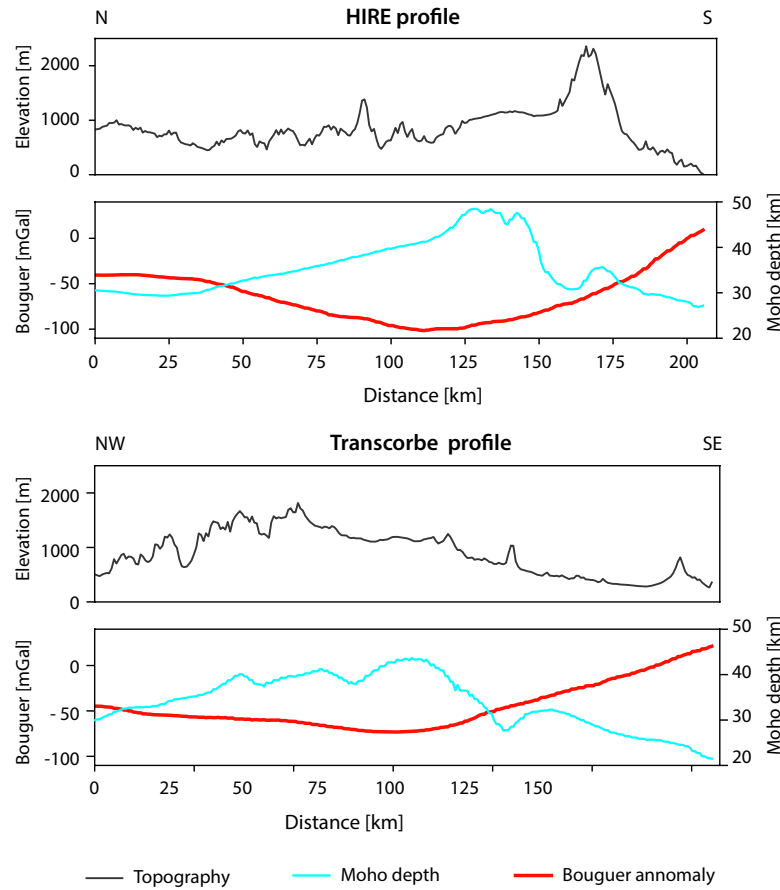 N HIRE profile S
Elevation [m]
2000
1000
0
Bouguer [mGal]
0
-50
-100
50
40
30
20
Moho depth [km]
0 25 50 75 100 125 150 175 200
Distance [km]
NW Transcorbe profile SE
Elevation [m]
2000
1000
0
Bouguer [mGal]
0
-50
-100
50
40
30
20
Moho depth [km]
0 25 50 75 100 125 150
Distance [km]
Topography Moho depth Bouguer annomaly